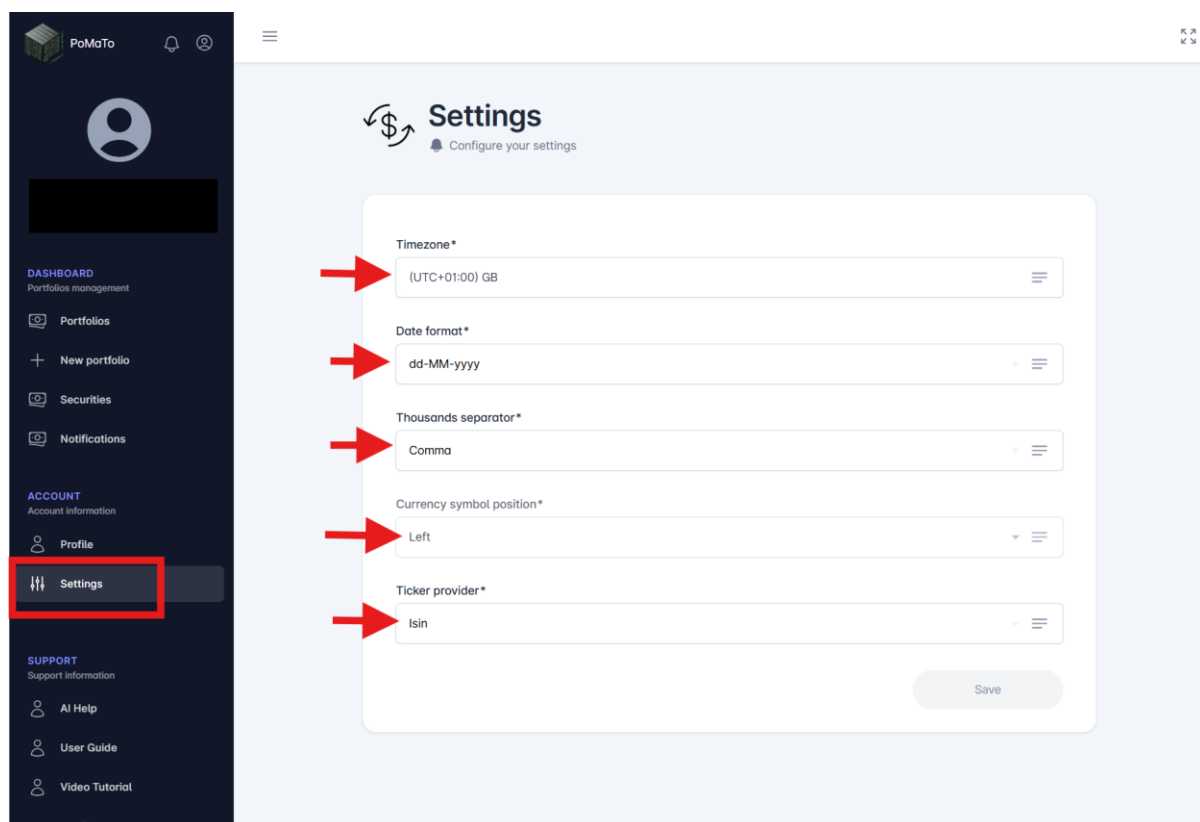 PoMaTo
DASHBOARD
Portfolios management
Portfolios
New portfolio
Securities
Notifications
ACCOUNT
Account information
Profile
Settings
SUPPORT
Support information
AI Help
User Guide
Video Tutorial
Settings
Configure your settings
Timezone*
(UTC+01:00) GB
Date format*
dd-MM-yyyy
Thousands separator*
Comma
Currency symbol position*
Left
Ticker provider*
Isin
Save